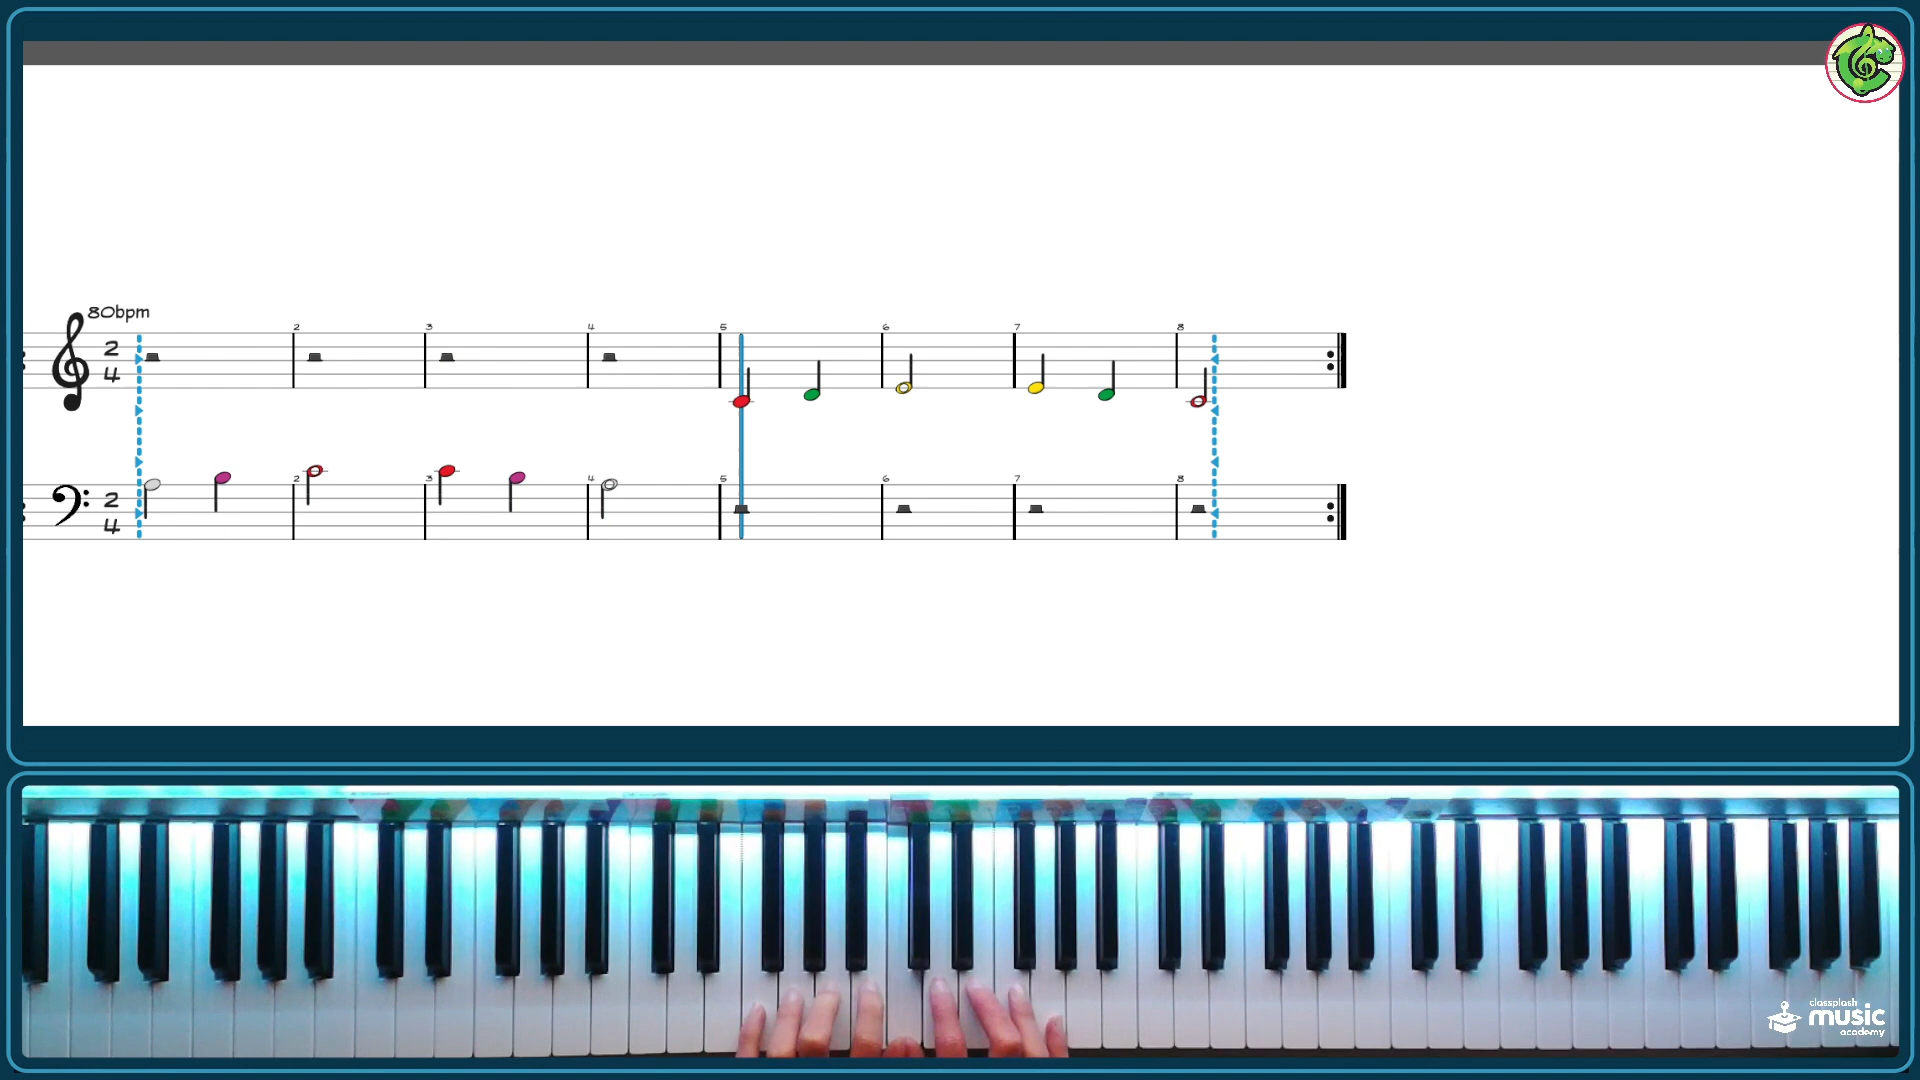 80bpm
2 3 4 5 6 7 8
2
4
2 3 4 5 6 7 8
2
4
classplash
music
academy